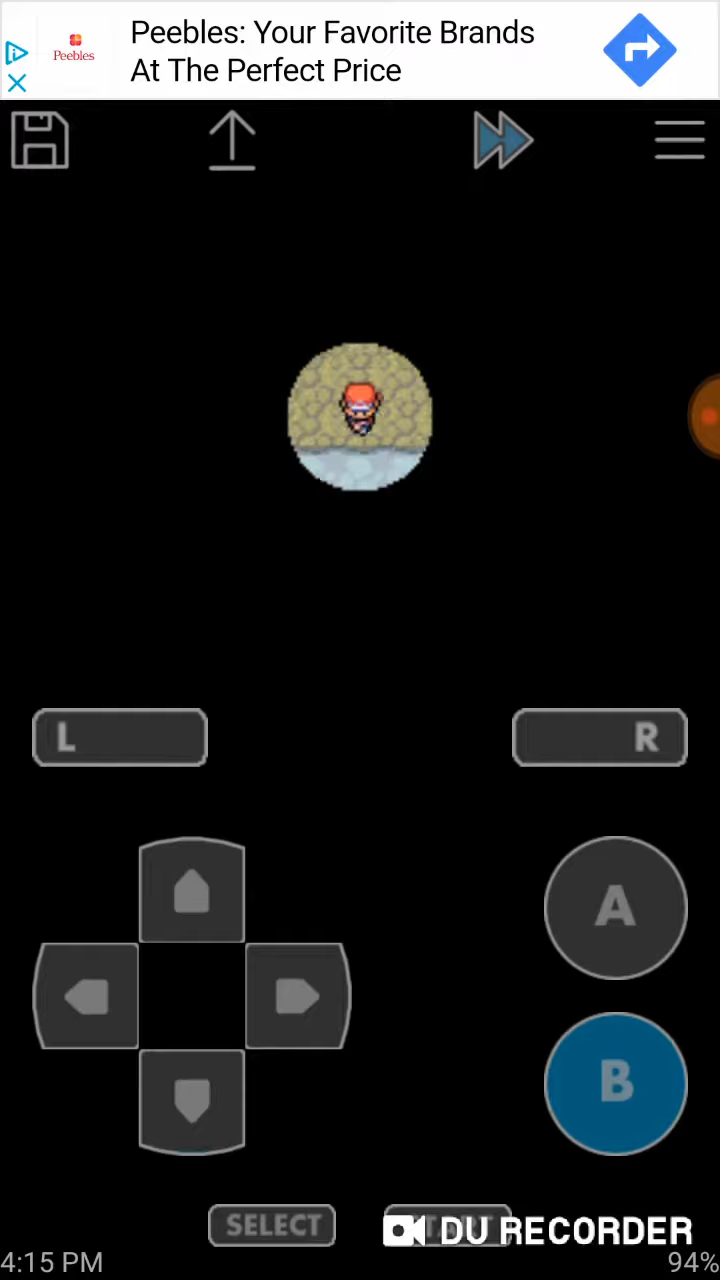 Peebles
Peebles: Your Favorite Brands
At The Perfect Price
L
R
A
B
SELECT
DU RECORDER
4:15 PM
94%